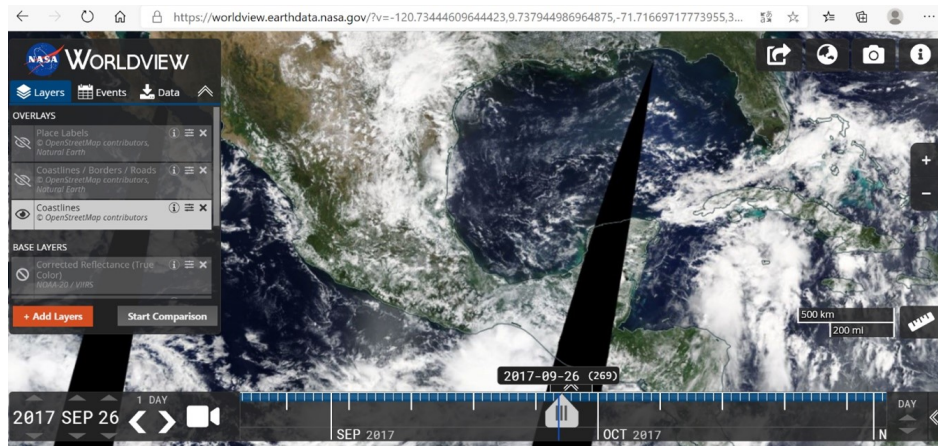 https://worldview.earthdata.nasa.gov/?v=-120.73444609644423,9.737944986964875,-71.71669717773955,3...
NASA WORLDVIEW
Layers Events Data
OVERLAYS
Place Labels
© OpenStreetMap contributors,
Natural Earth
Coastlines / Borders / Roads
© OpenStreetMap contributors,
Natural Earth
Coastlines
© OpenStreetMap contributors
BASE LAYERS
Corrected Reflectance (True
Color)
NOAA-20 / VIIRS
+ Add Layers Start Comparison
500 km
200 mi
2017-09-26 (269)
1 DAY
2017 SEP 26
DAY
SEP 2017 OCT 2017 N